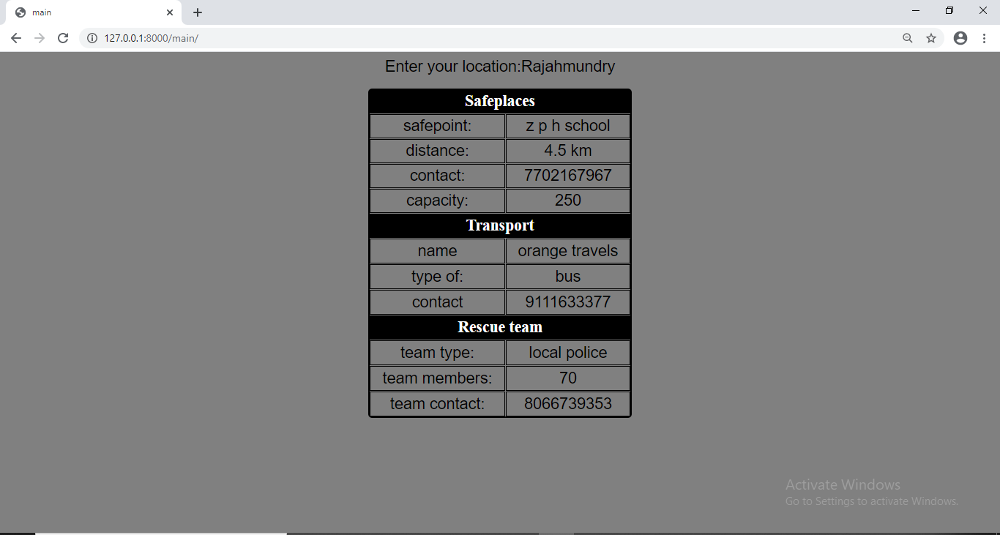 main
127.0.0.1:8000/main/
Enter your location:Rajahmundry
Safeplaces
safepoint: z p h school
distance: 4.5 km
contact: 7702167967
capacity: 250
Transport
name orange travels
type of: bus
contact 9111633377
Rescue team
team type: local police
team members: 70
team contact: 8066739353
Activate Windows
Go to Settings to activate Windows.